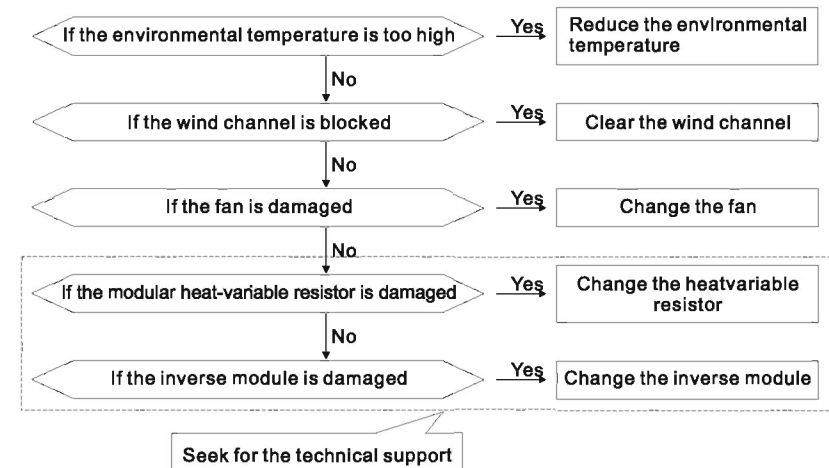 If the environmental temperature is too high
Yes
Reduce the environmental
temperature
No
If the wind channel is blocked
Yes
Clear the wind channel
No
If the fan is damaged
Yes
Change the fan
No
If the modular heat-variable resistor is damaged
Yes
Change the heatvariable
resistor
No
If the inverse module is damaged
Yes
Change the inverse module
Seek for the technical support